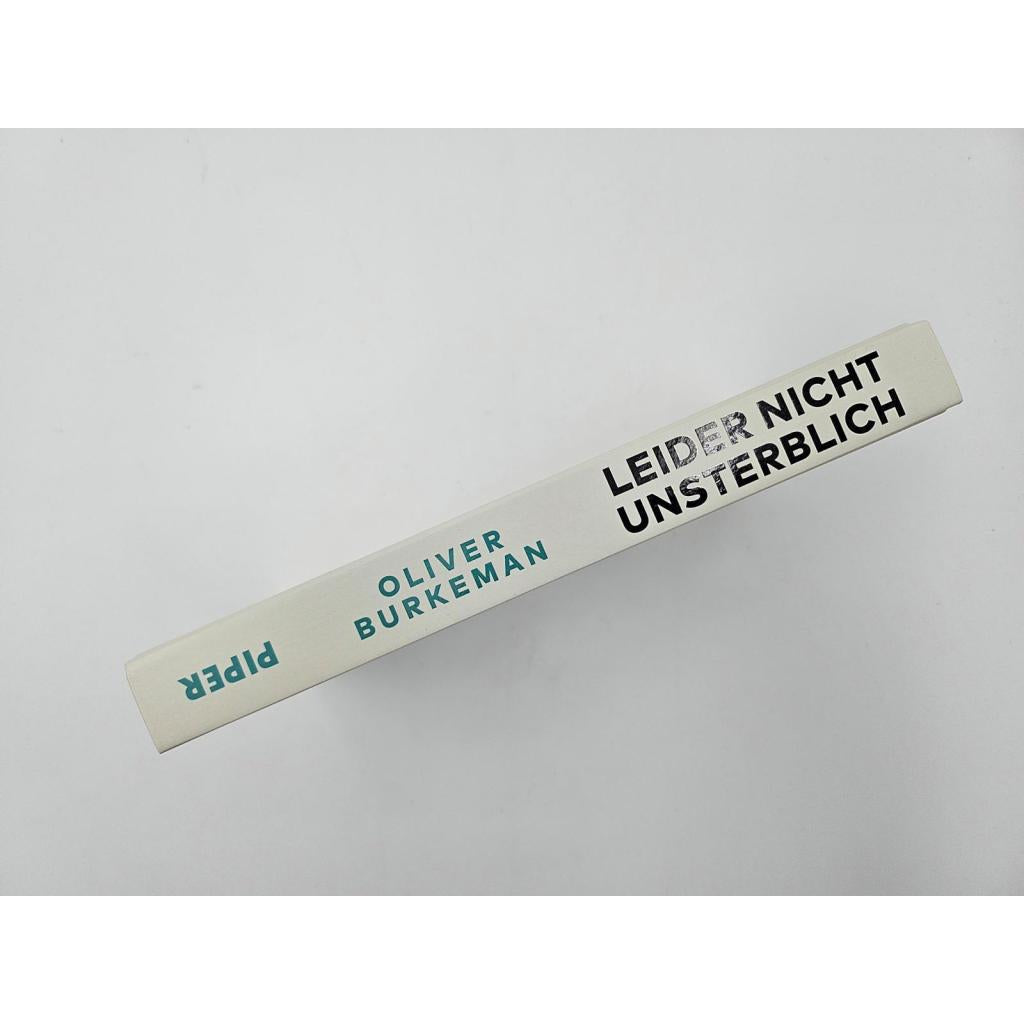 LEIDER NICHT
UNSTERBLICH
OLIVER
BURKEMAN
PIPER